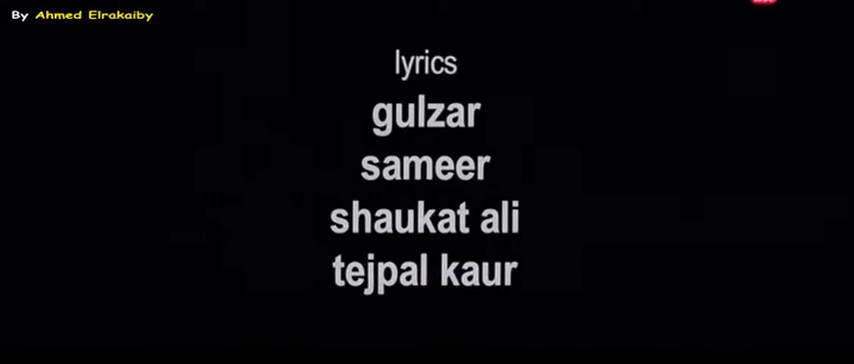 By Ahmed Elrakaiby
lyrics
gulzar
sameer
shaukat ali
tejpal kaur